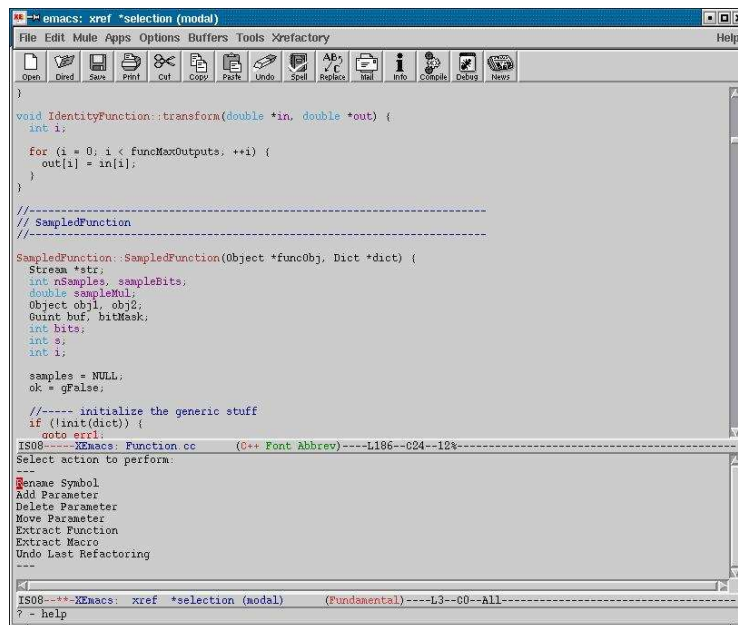 emacs: xref *selection (modal)
File Edit Mule Apps Options Buffers Tools Xrefactory Help
Open Dired Save Print Cut Copy Paste Undo Spell Replace Mail Info Compile Debug News
}
void IdentityFunction::transform(double *in, double *out) {
  int i;
  for (i = 0; i < funcMaxOutputs; ++i) {
    out[i] = in[i];
  }
}
//------------------------------------------------------------------------
// SampledFunction
//------------------------------------------------------------------------
SampledFunction::SampledFunction(Object *funcObj, Dict *dict) {
  Stream *str;
  int nSamples, sampleBits;
  double sampleMul;
  Object obj1, obj2;
  Guint buf, bitMask;
  int bits;
  int s;
  int i;
  samples = NULL;
  ok = gFalse;
  //----- initialize the generic stuff
  if (!init(dict)) {
    goto err1;
ISO8-----XEmacs: Function.cc      (C++ Font Abbrev)----L186--C24--12%----------------------------------------
Select action to perform:
---
Rename Symbol
Add Parameter
Delete Parameter
Move Parameter
Extract Function
Extract Macro
Undo Last Refactoring
---
ISO8--**-XEmacs:  xref  *selection (modal)      (Fundamental)----L3--C0--All------------------------------------
? - help